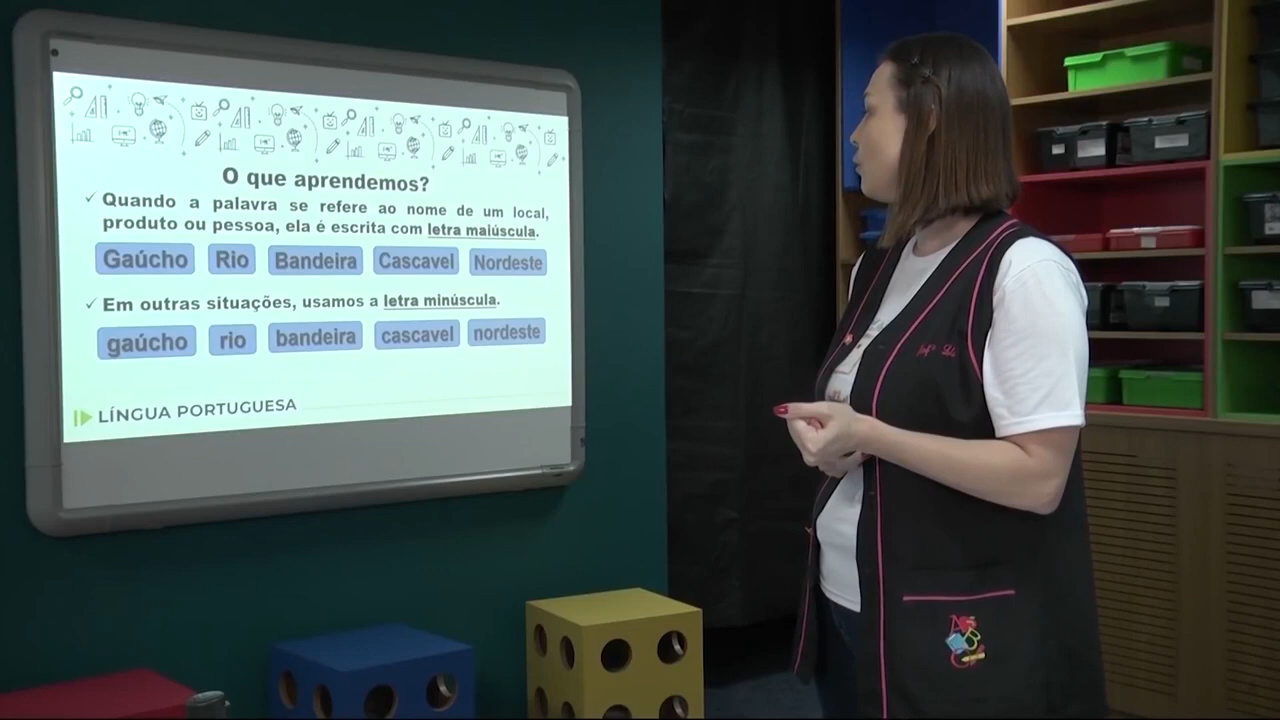 O que aprendemos?
✓ Quando a palavra se refere ao nome de um local,
produto ou pessoa, ela é escrita com letra maiúscula.
Gaúcho Rio Bandeira Cascavel Nordeste
✓ Em outras situações, usamos a letra minúscula.
gaúcho rio bandeira cascavel nordeste
LÍNGUA PORTUGUESA
A
B
C